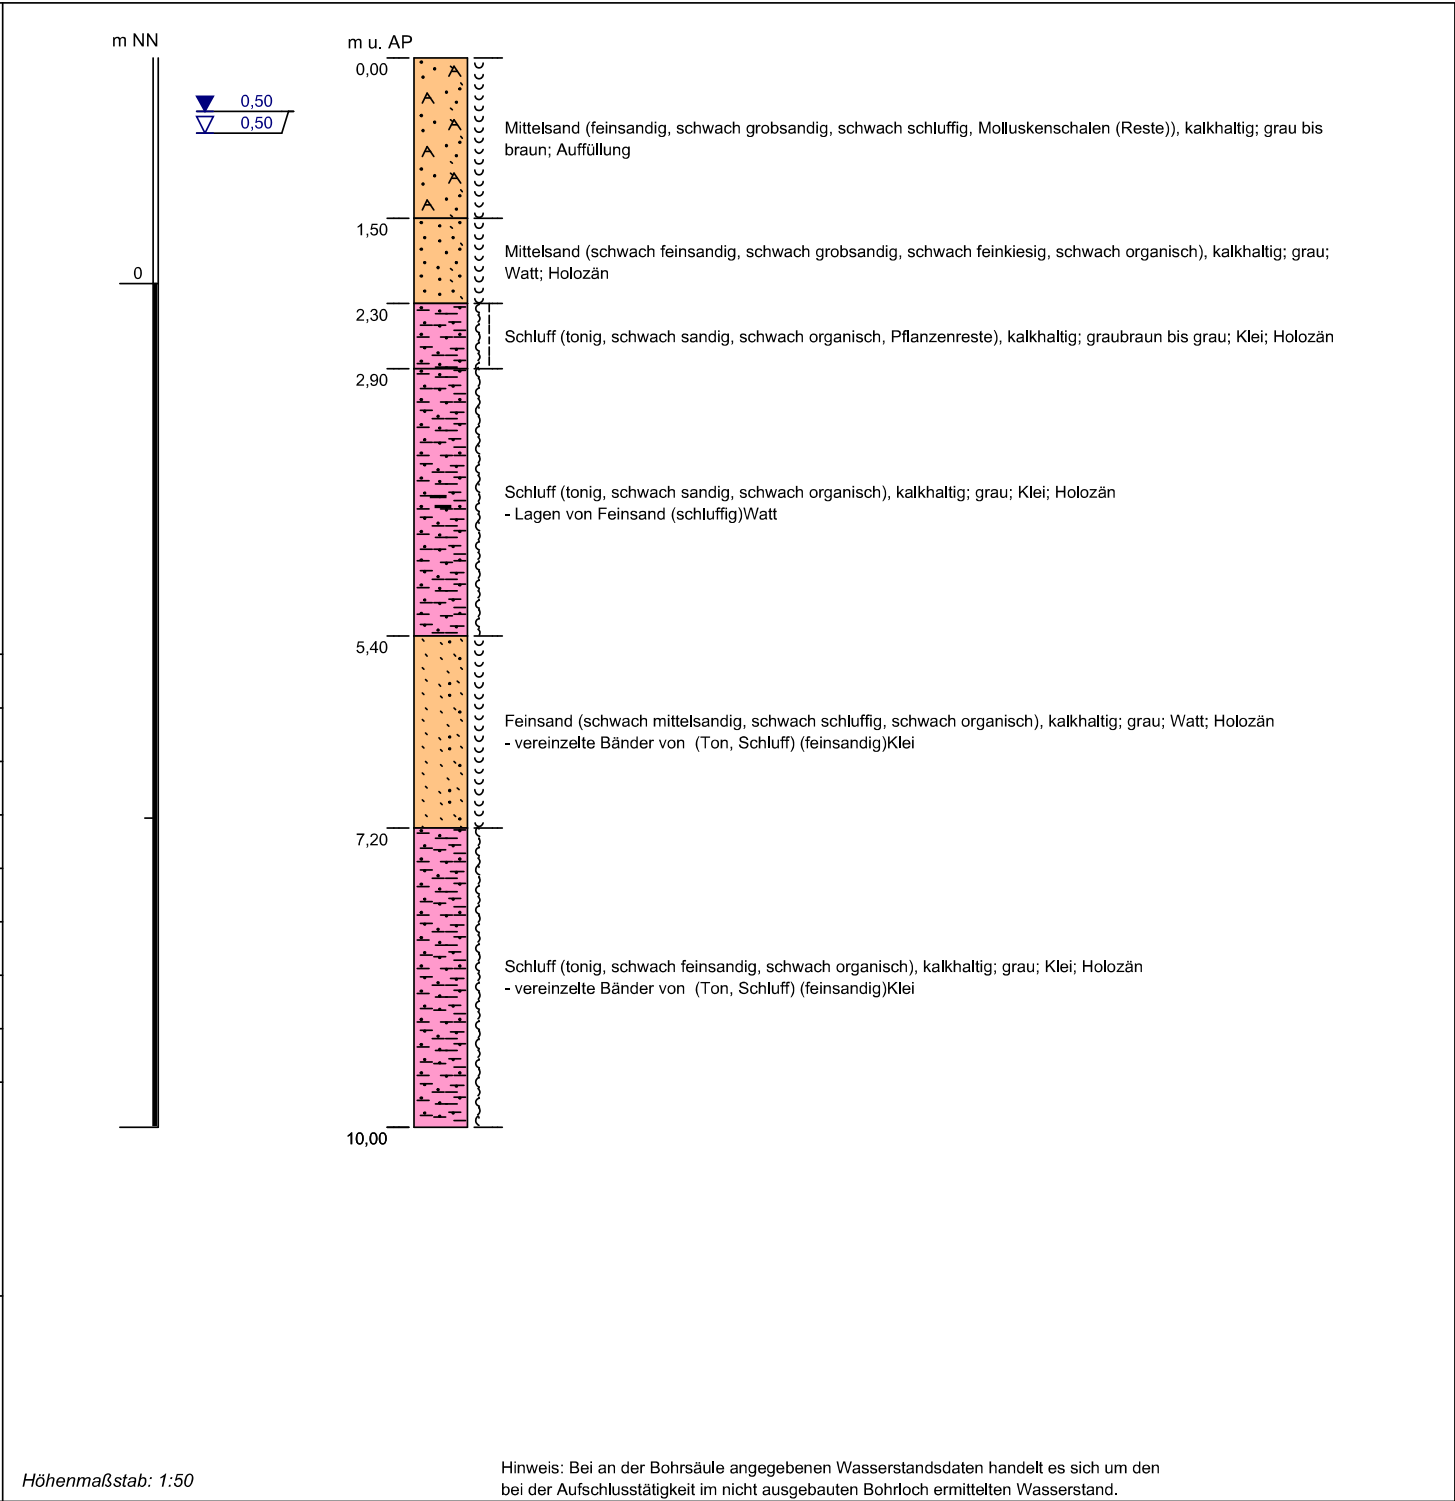 m NN
m u. AP
0,00
0,50
0,50
Mittelsand (feinsandig, schwach grobsandig, schwach schluffig, Molluskenschalen (Reste)), kalkhaltig; grau bis
braun; Auffüllung
A
A
A
A
A
A
1,50
Mittelsand (schwach feinsandig, schwach grobsandig, schwach feinkiesig, schwach organisch), kalkhaltig; grau;
Watt; Holozän
0
2,30
Schluff (tonig, schwach sandig, schwach organisch, Pflanzenreste), kalkhaltig; graubraun bis grau; Klei; Holozän
2,90
Schluff (tonig, schwach sandig, schwach organisch), kalkhaltig; grau; Klei; Holozän
- Lagen von Feinsand (schluffig)Watt
5,40
Feinsand (schwach mittelsandig, schwach schluffig, schwach organisch), kalkhaltig; grau; Watt; Holozän
- vereinzelte Bänder von  (Ton, Schluff) (feinsandig)Klei
7,20
Schluff (tonig, schwach feinsandig, schwach organisch), kalkhaltig; grau; Klei; Holozän
- vereinzelte Bänder von  (Ton, Schluff) (feinsandig)Klei
10,00
Höhenmaßstab: 1:50
Hinweis: Bei an der Bohrsäule angegebenen Wasserstandsdaten handelt es sich um den
bei der Aufschlusstätigkeit im nicht ausgebauten Bohrloch ermittelten Wasserstand.